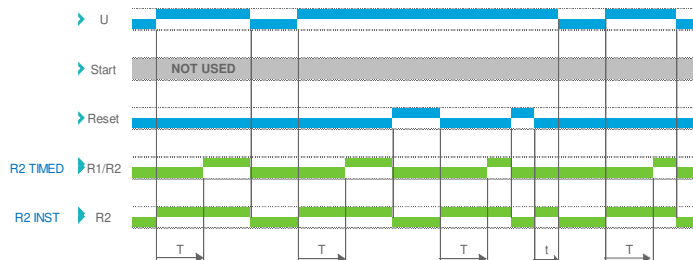 U
Start
NOT USED
Reset
R2 TIMED R1/R2
R2 INST R2
T T T t T